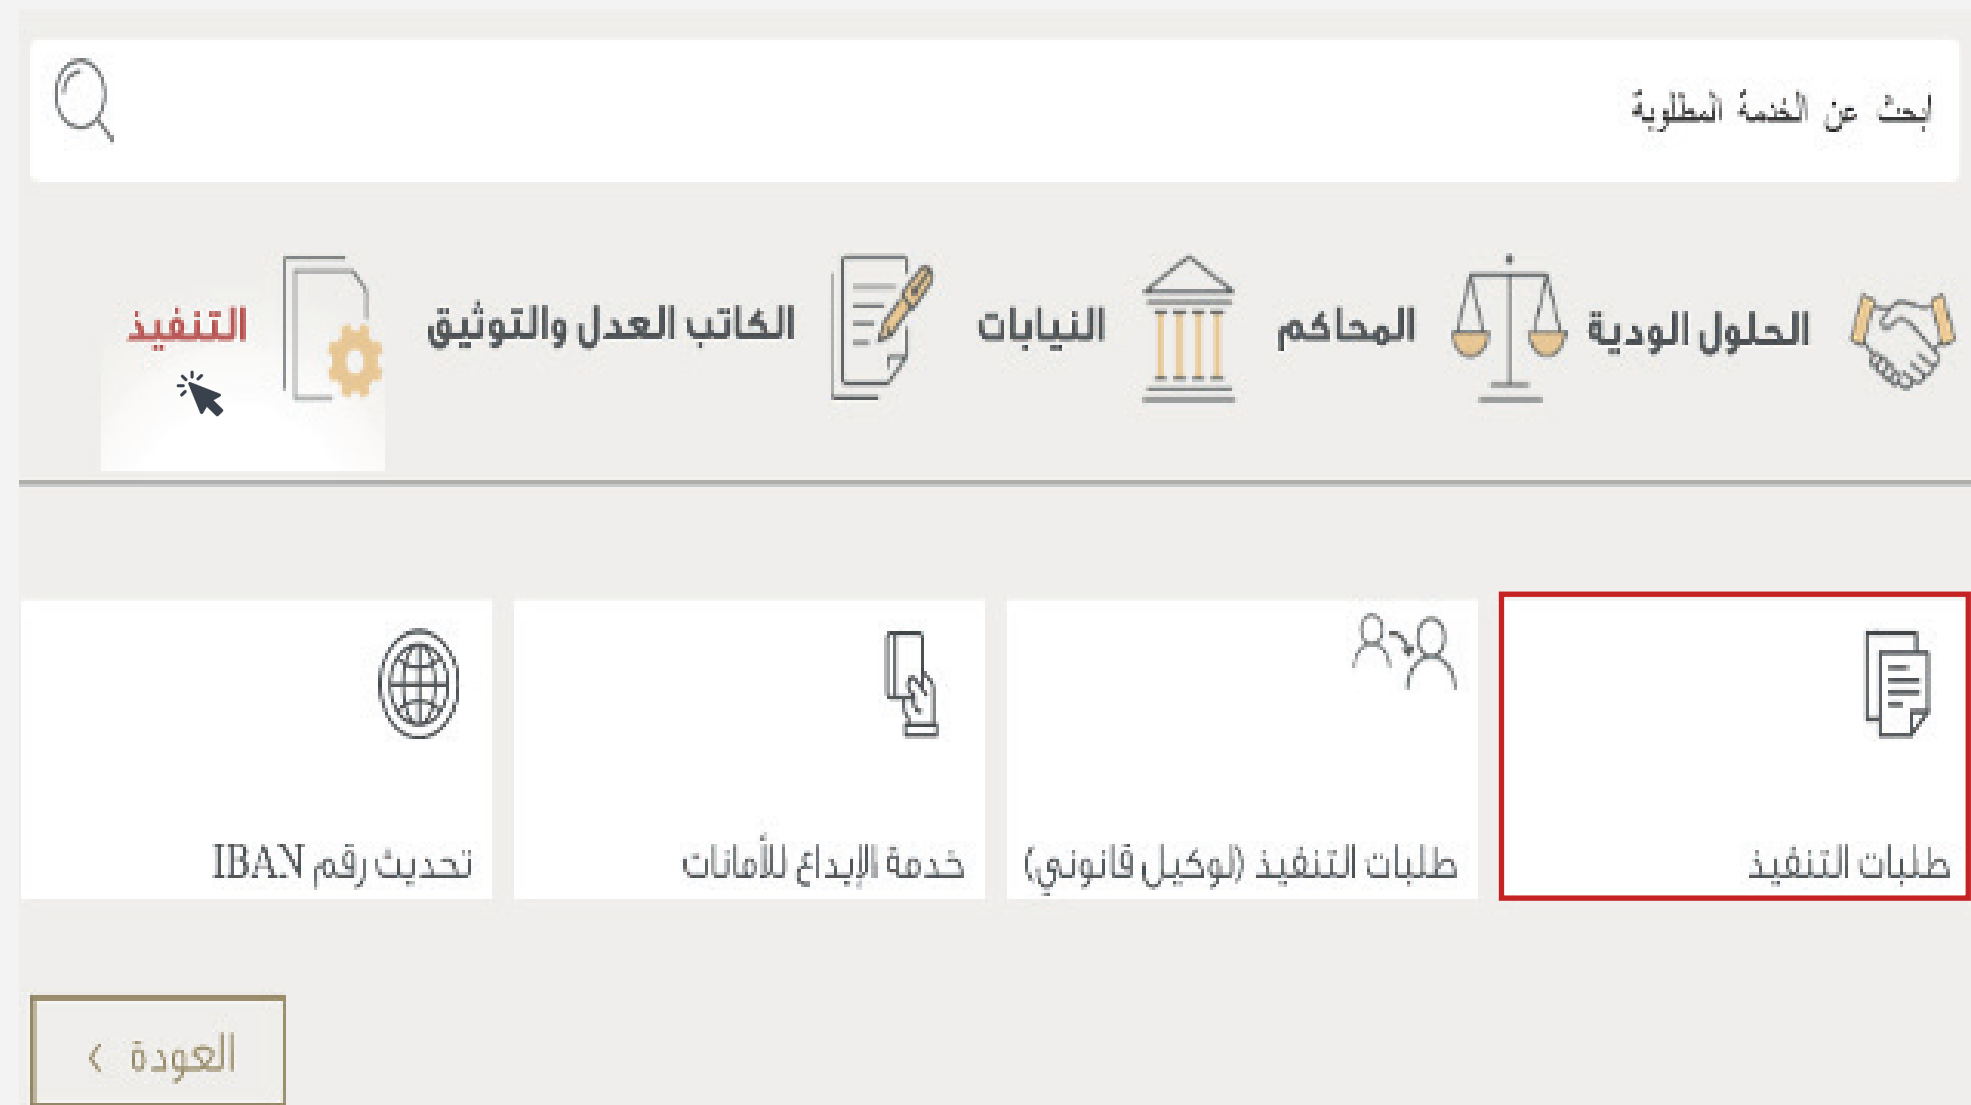 ابحث عن الخدمة المطلوبة
الحلول الودية
المحاكم
النيابات
الكاتب العدل والتوثيق
التنفيذ
طلبات التنفيذ
طلبات التنفيذ (لوكيل قانوني)
خدمة الإيداع للأمانات
تحديث رقم IBAN
العودة >